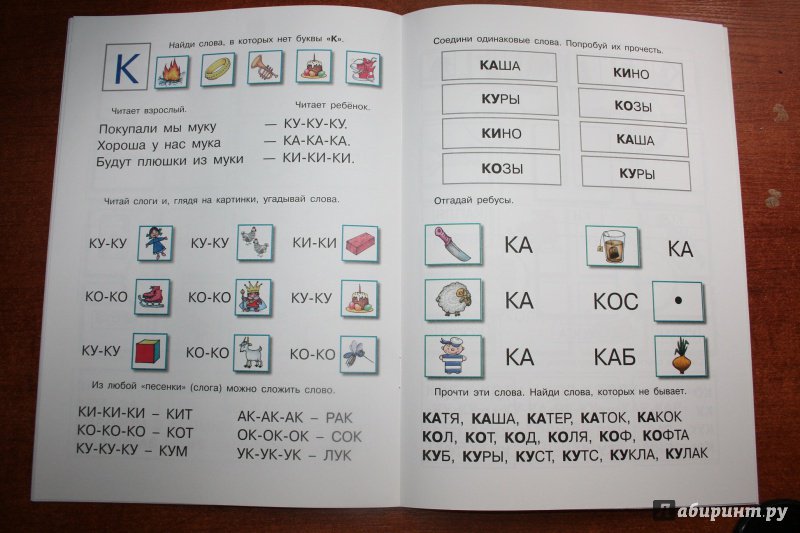 Найди слова, в которых нет буквы «К».
К
Читает взрослый.
Читает ребёнок.
Покупали мы муку – КУ-КУ-КУ.
Хороша у нас мука – КА-КА-КА.
Будут плюшки из муки – КИ-КИ-КИ.
Читай слоги и, глядя на картинки, угадывай слова.
КУ-КУ КУ-КУ КИ-КИ
КО-КО КО-КО КУ-КУ
КУ-КУ КО-КО КО-КО
Из любой «песенки» (слога) можно сложить слово.
КИ-КИ-КИ – КИТ
КО-КО-КО – КОТ
КУ-КУ-КУ – КУМ
АК-АК-АК – РАК
ОК-ОК-ОК – СОК
УК-УК-УК – ЛУК
Соедини одинаковые слова. Попробуй их прочесть.
КАША КИНО
КУРЫ КОЗЫ
КИНО КАША
КОЗЫ КУРЫ
Отгадай ребусы.
КА КА
КА КОС
КА КАБ
Прочти эти слова. Найди слова, которых не бывает.
КАТЯ, КАША, КАТЕР, КАТОК, КАКОК
КОЛ, КОТ, КОД, КОЛЯ, КОФ, КОФТА
КУБ, КУРЫ, КУСТ, КУТС, КУКЛА, КУЛАК
Лабиринт.ру